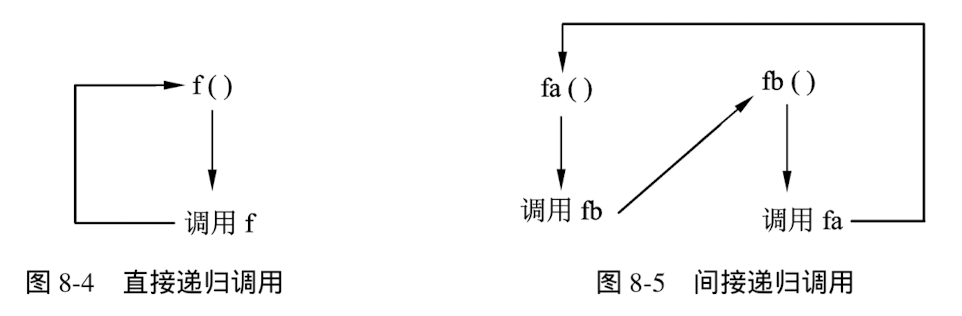 f ( )
调用 f
图 8-4 直接递归调用
fa ( )
fb ( )
调用 fb
调用 fa
图 8-5 间接递归调用